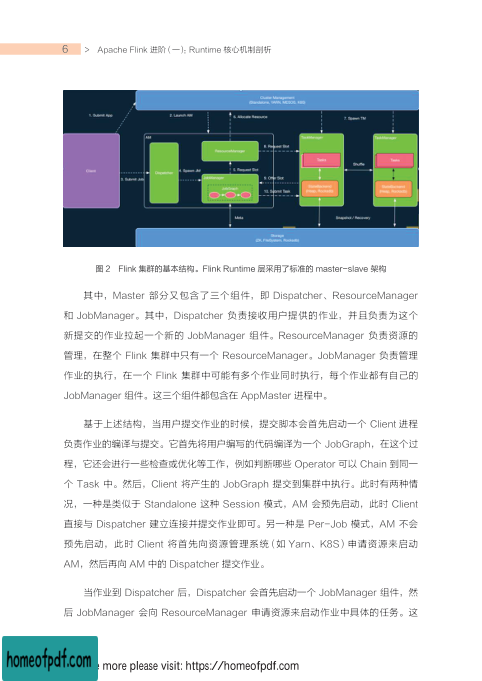 6 > Apache Flink 进阶（一）：Runtime 核心机制剖析
Cluster Management
(Standalone, YARN, MESOS, K8S)
1. Submit App
2. Launch AM
5. Allocate Resource
7. Spawn TM
AM
ResourceManager
TaskManager
TaskManager
6. Request Slot
Client
Dispatcher
4. Spawn JM
JobManager
5. Request Slot
Tasks
Shuffle
Tasks
3. Submit Job
9. Offer Slot
JobGraph
StateBackend
(Heap, RocksDB)
StateBackend
(Heap, RocksDB)
10. Submit Task
Meta
Snapshot / Recovery
Storage
图 2 Flink 集群的基本结构。Flink Runtime 层采用了标准的 master-slave 架构
其中，Master 部分又包含了三个组件，即 Dispatcher、ResourceManager
和 JobManager。其中，Dispatcher 负责接收用户提供的作业，并且负责为这个
新提交的作业拉起一个新的 JobManager 组件。ResourceManager 负责资源的
管理，在整个 Flink 集群中只有一个 ResourceManager。JobManager 负责管理
作业的执行，在一个 Flink 集群中可能有多个作业同时执行，每个作业都有自己的
JobManager 组件。这三个组件都包含在 AppMaster 进程中。
基于上述结构，当用户提交作业的时候，提交脚本会首先启动一个 Client 进程
负责作业的编译与提交。它首先将用户编写的代码编译为一个 JobGraph，在这个过
程，它还会进行一些检查或优化等工作，例如判断哪些 Operator 可以 Chain 到同一
个 Task 中。然后，Client 将产生的 JobGraph 提交到集群中执行。此时有两种情
况，一种是类似于 Standalone 这种 Session 模式，AM 会预先启动，此时 Client
直接与 Dispatcher 建立连接并提交作业即可。另一种是 Per-Job 模式，AM 不会
预先启动，此时 Client 将首先向资源管理系统（如 Yarn、K8S）申请资源来启动
AM，然后再向 AM 中的 Dispatcher 提交作业。
当作业到 Dispatcher 后，Dispatcher 会首先启动一个 JobManager 组件，然
后 JobManager 会向 ResourceManager 申请资源来启动作业中具体的任务。这
homeofpdf.com
more please visit: https://homeofpdf.com